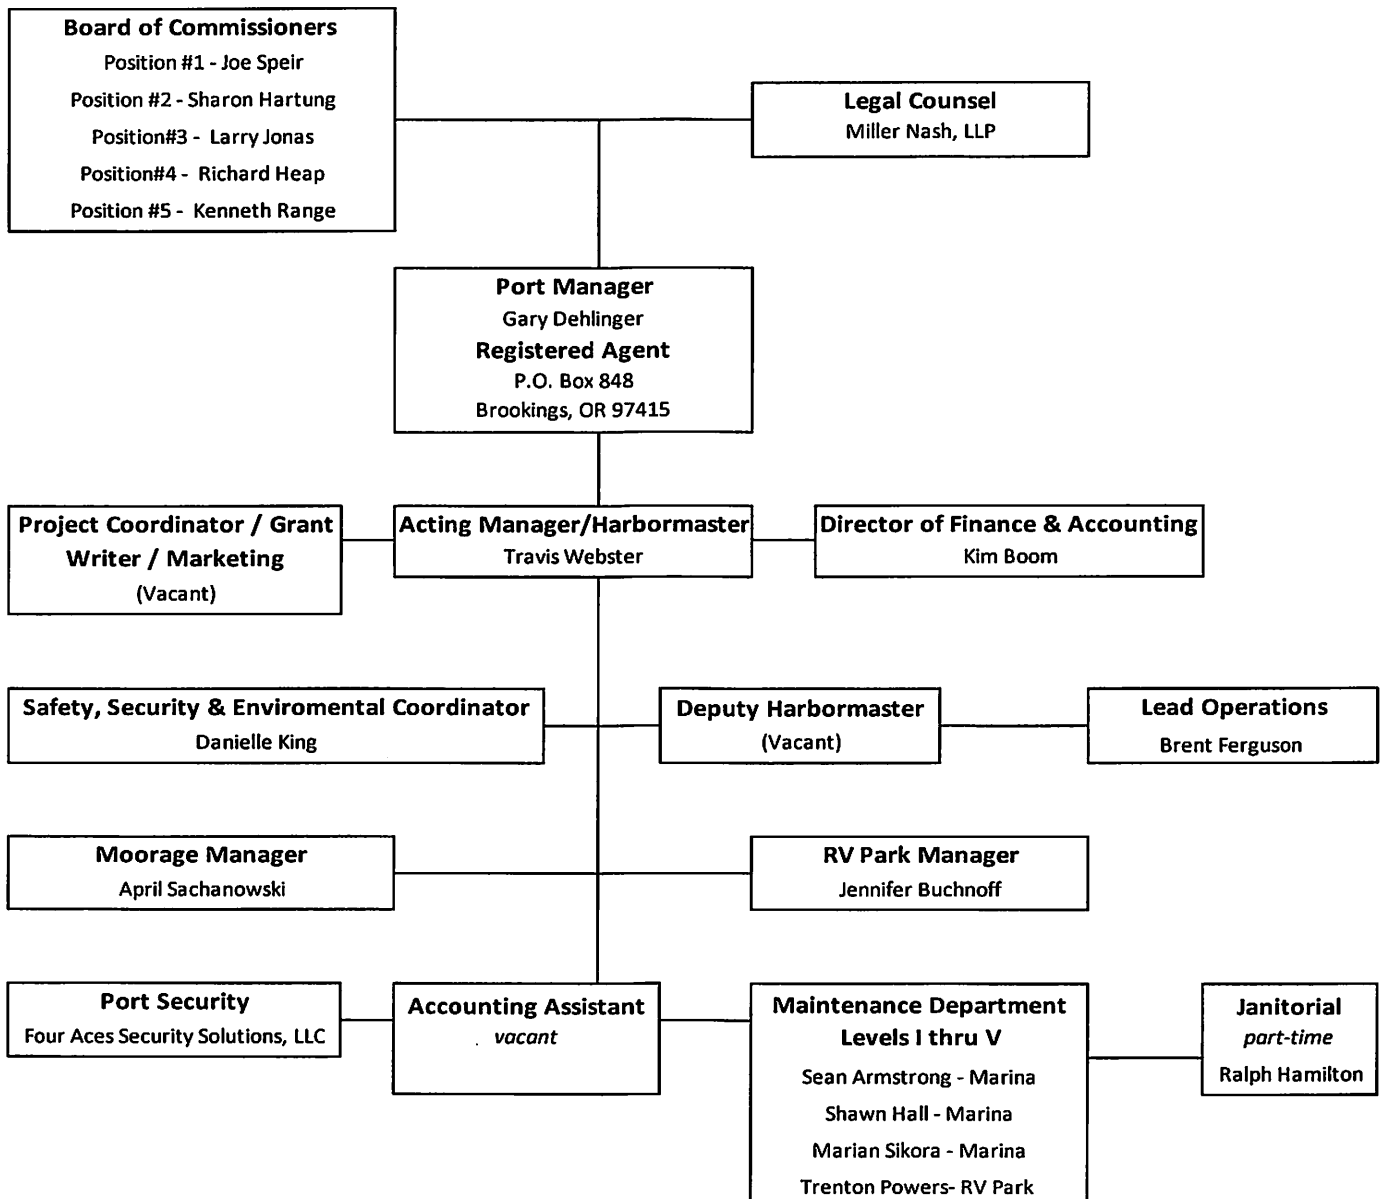 Board of Commissioners
Position #1 - Joe Speir
Position #2 - Sharon Hartung
Position#3 -  Larry Jonas
Position#4 -  Richard Heap
Position #5 -  Kenneth Range
Legal Counsel
Miller Nash, LLP
Port Manager
Gary Dehlinger
Registered Agent
P.O. Box 848
Brookings, OR 97415
Project Coordinator / Grant
Writer / Marketing
(Vacant)
Acting Manager/Harbormaster
Travis Webster
Director of Finance & Accounting
Kim Boom
Safety, Security & Enviromental Coordinator
Danielle King
Deputy Harbormaster
(Vacant)
Lead Operations
Brent Ferguson
Moorage Manager
April Sachanowski
RV Park Manager
Jennifer Buchnoff
Port Security
Four Aces Security Solutions, LLC
Accounting Assistant
vacant
Maintenance Department
Levels I thru V
Sean Armstrong - Marina
Shawn Hall - Marina
Marian Sikora - Marina
Trenton Powers- RV Park
Janitorial
part-time
Ralph Hamilton